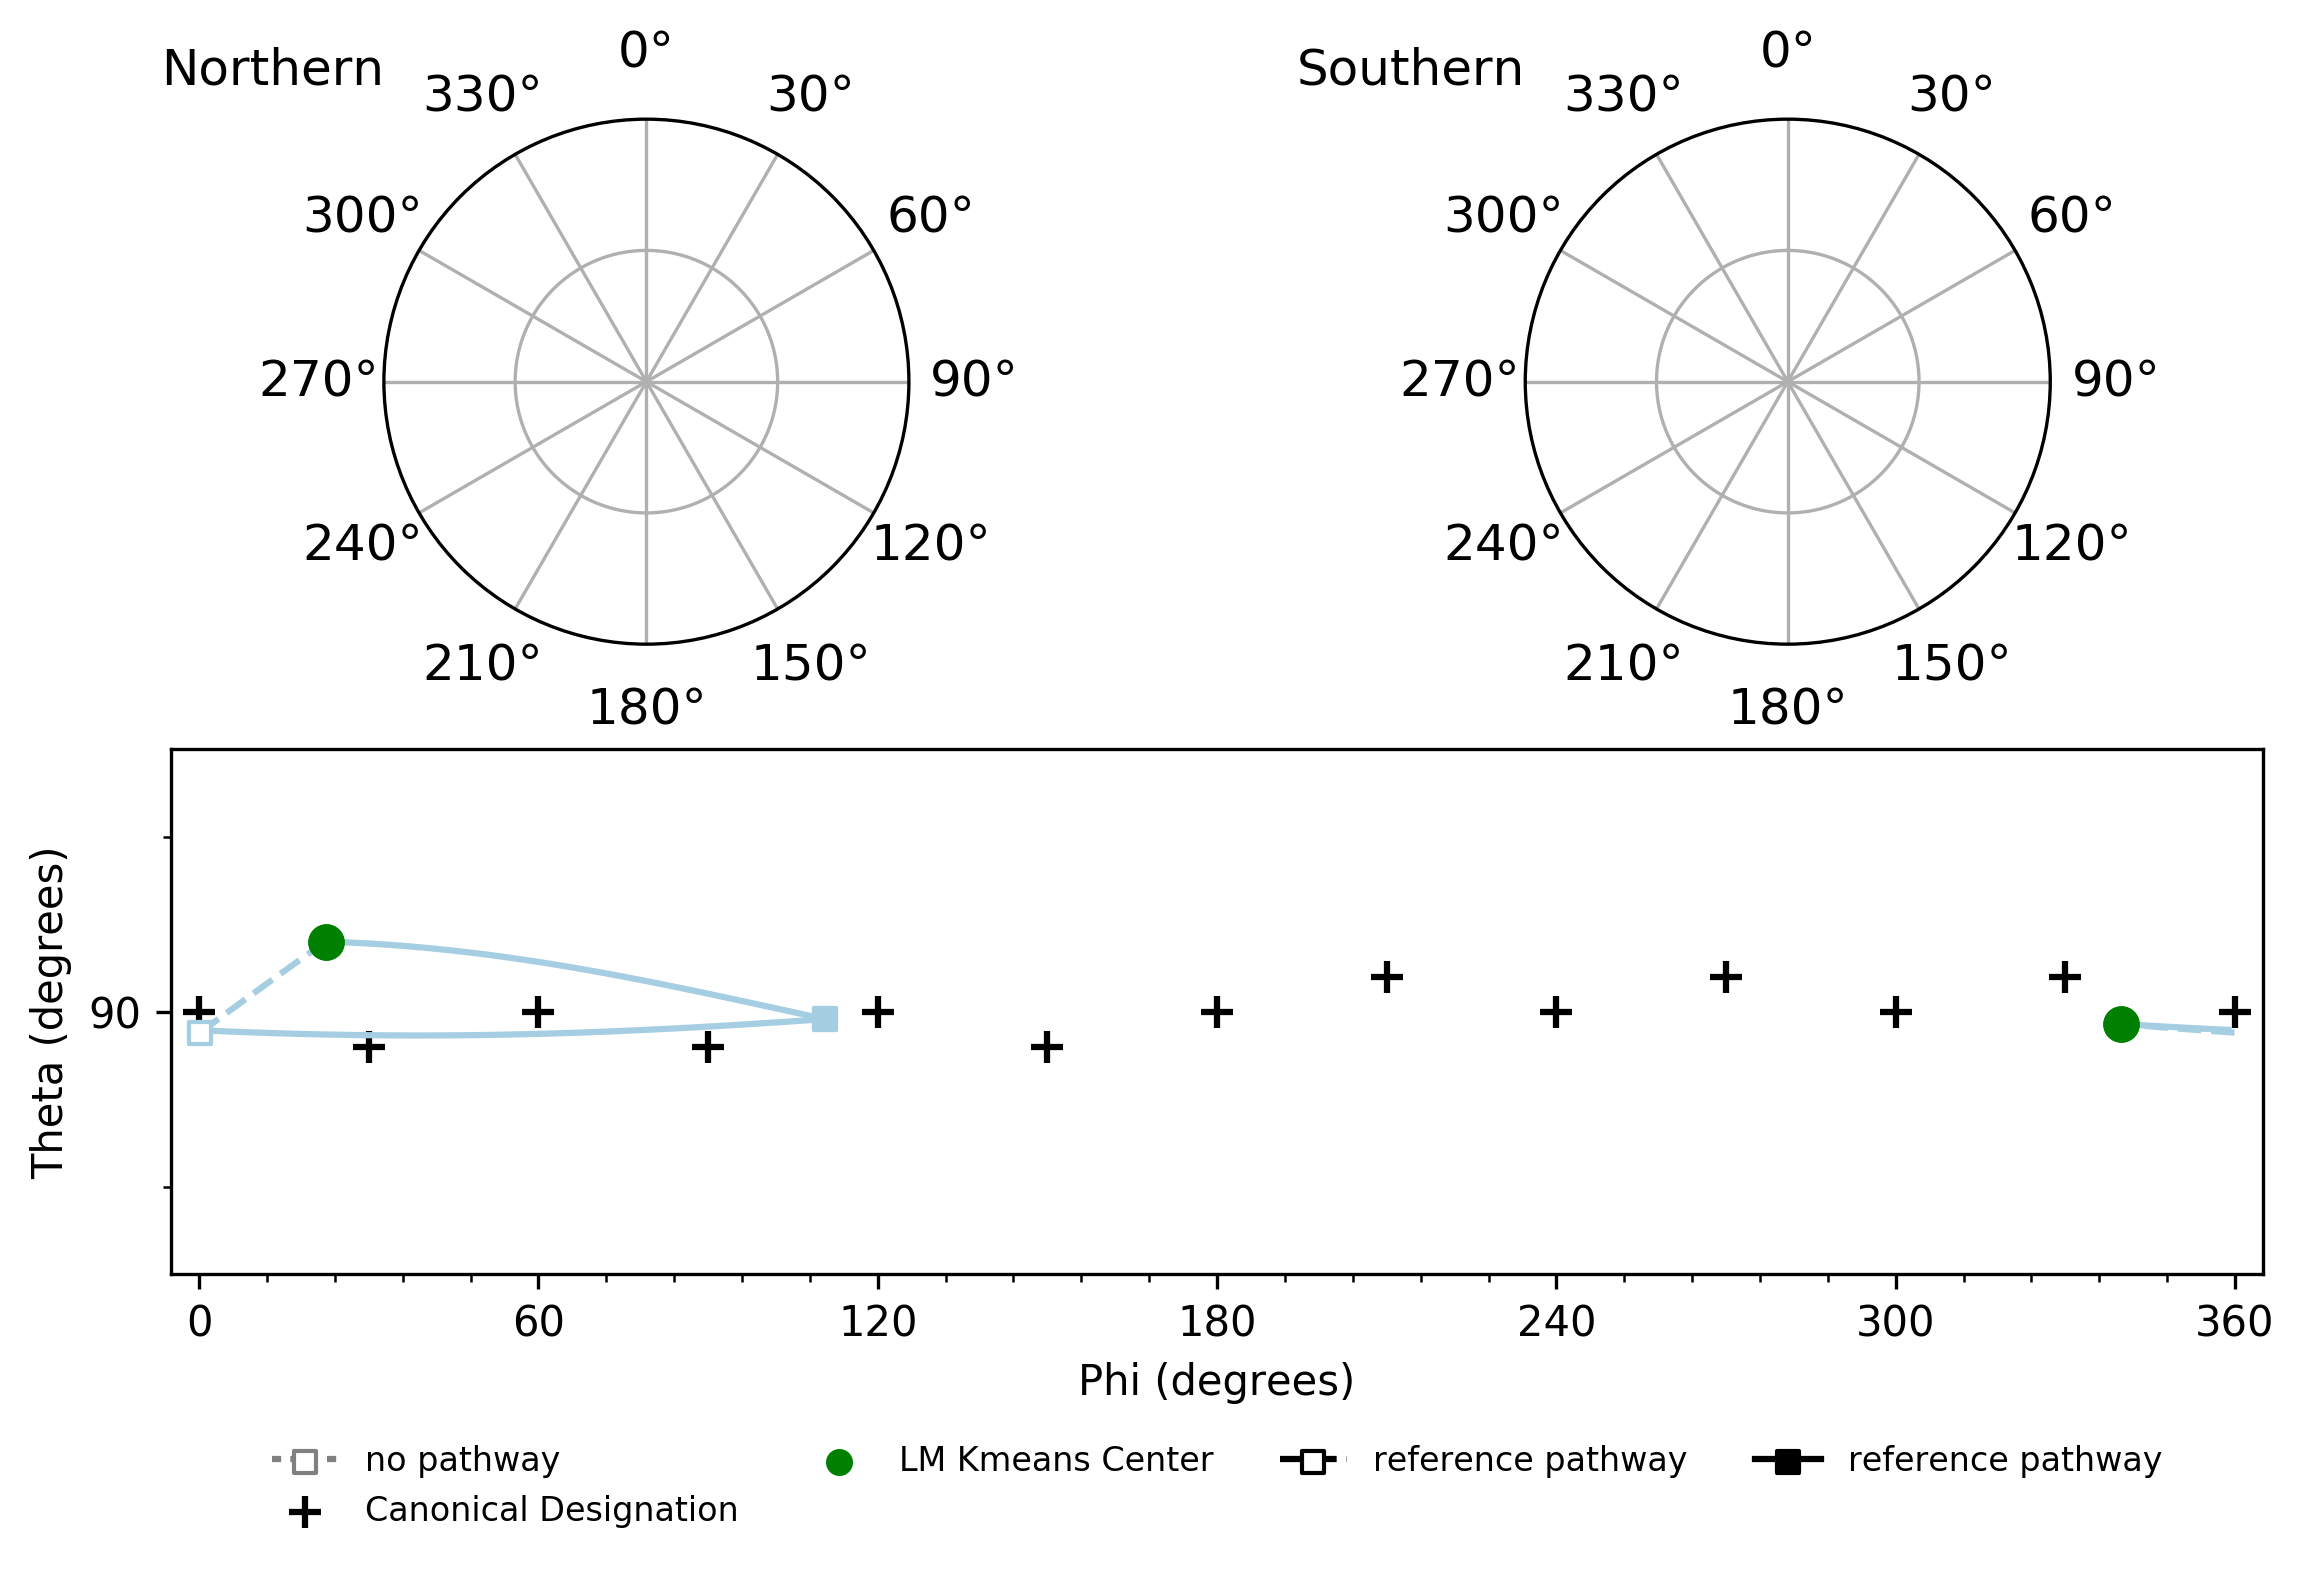 Northern
0°
30°
60°
90°
120°
150°
180°
210°
240°
270°
300°
330°
Southern
0°
30°
60°
90°
120°
150°
180°
210°
240°
270°
300°
330°
Theta (degrees)
90
0 60 120 180 240 300 360
Phi (degrees)
no pathway
Canonical Designation
LM Kmeans Center
reference pathway
reference pathway